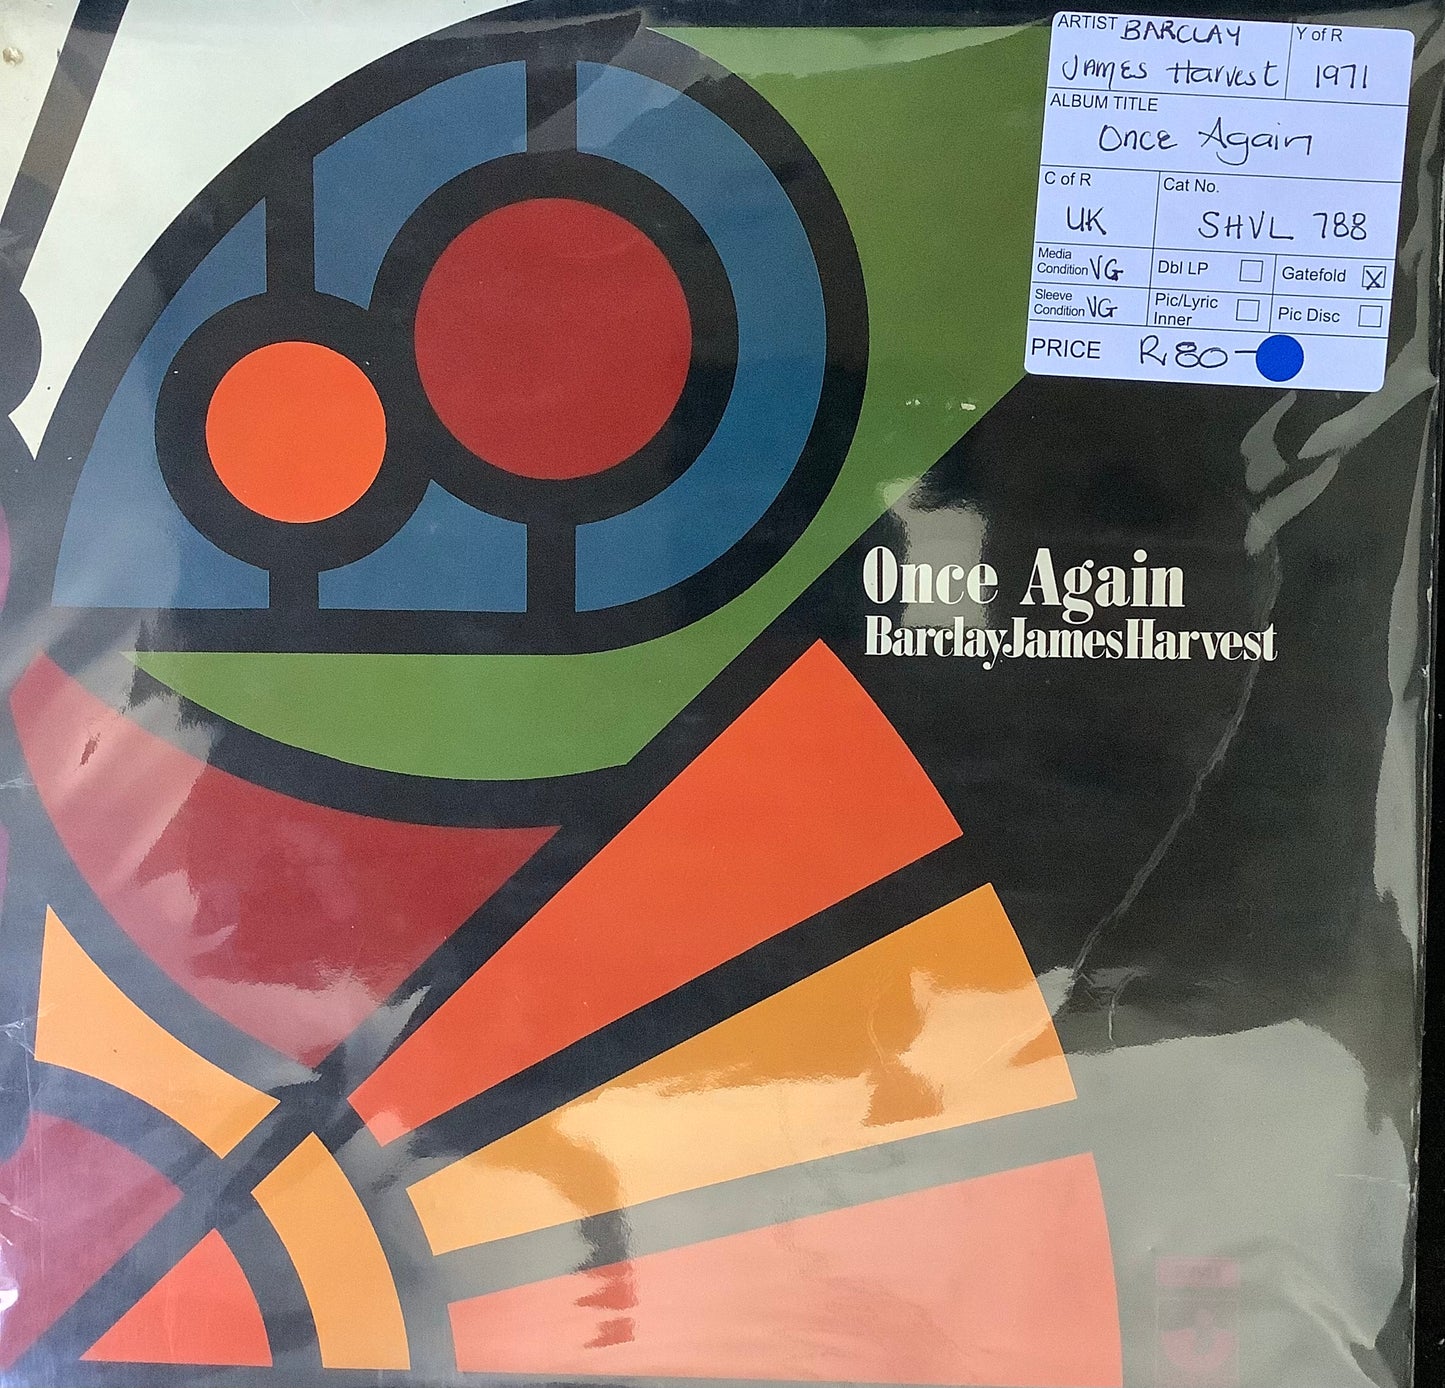 ARTIST BARCLAY
JAMES Harvest
Y of R
1971
ALBUM TITLE
Once Again
C of R
UK
Cat No.
SHVL 788
Media
Condition VG
Dbl LP
Gatefold X
Sleeve
Condition VG
Pic/Lyric
Inner
Pic Disc
PRICE R80-
Once Again
BarclayJamesHarvest